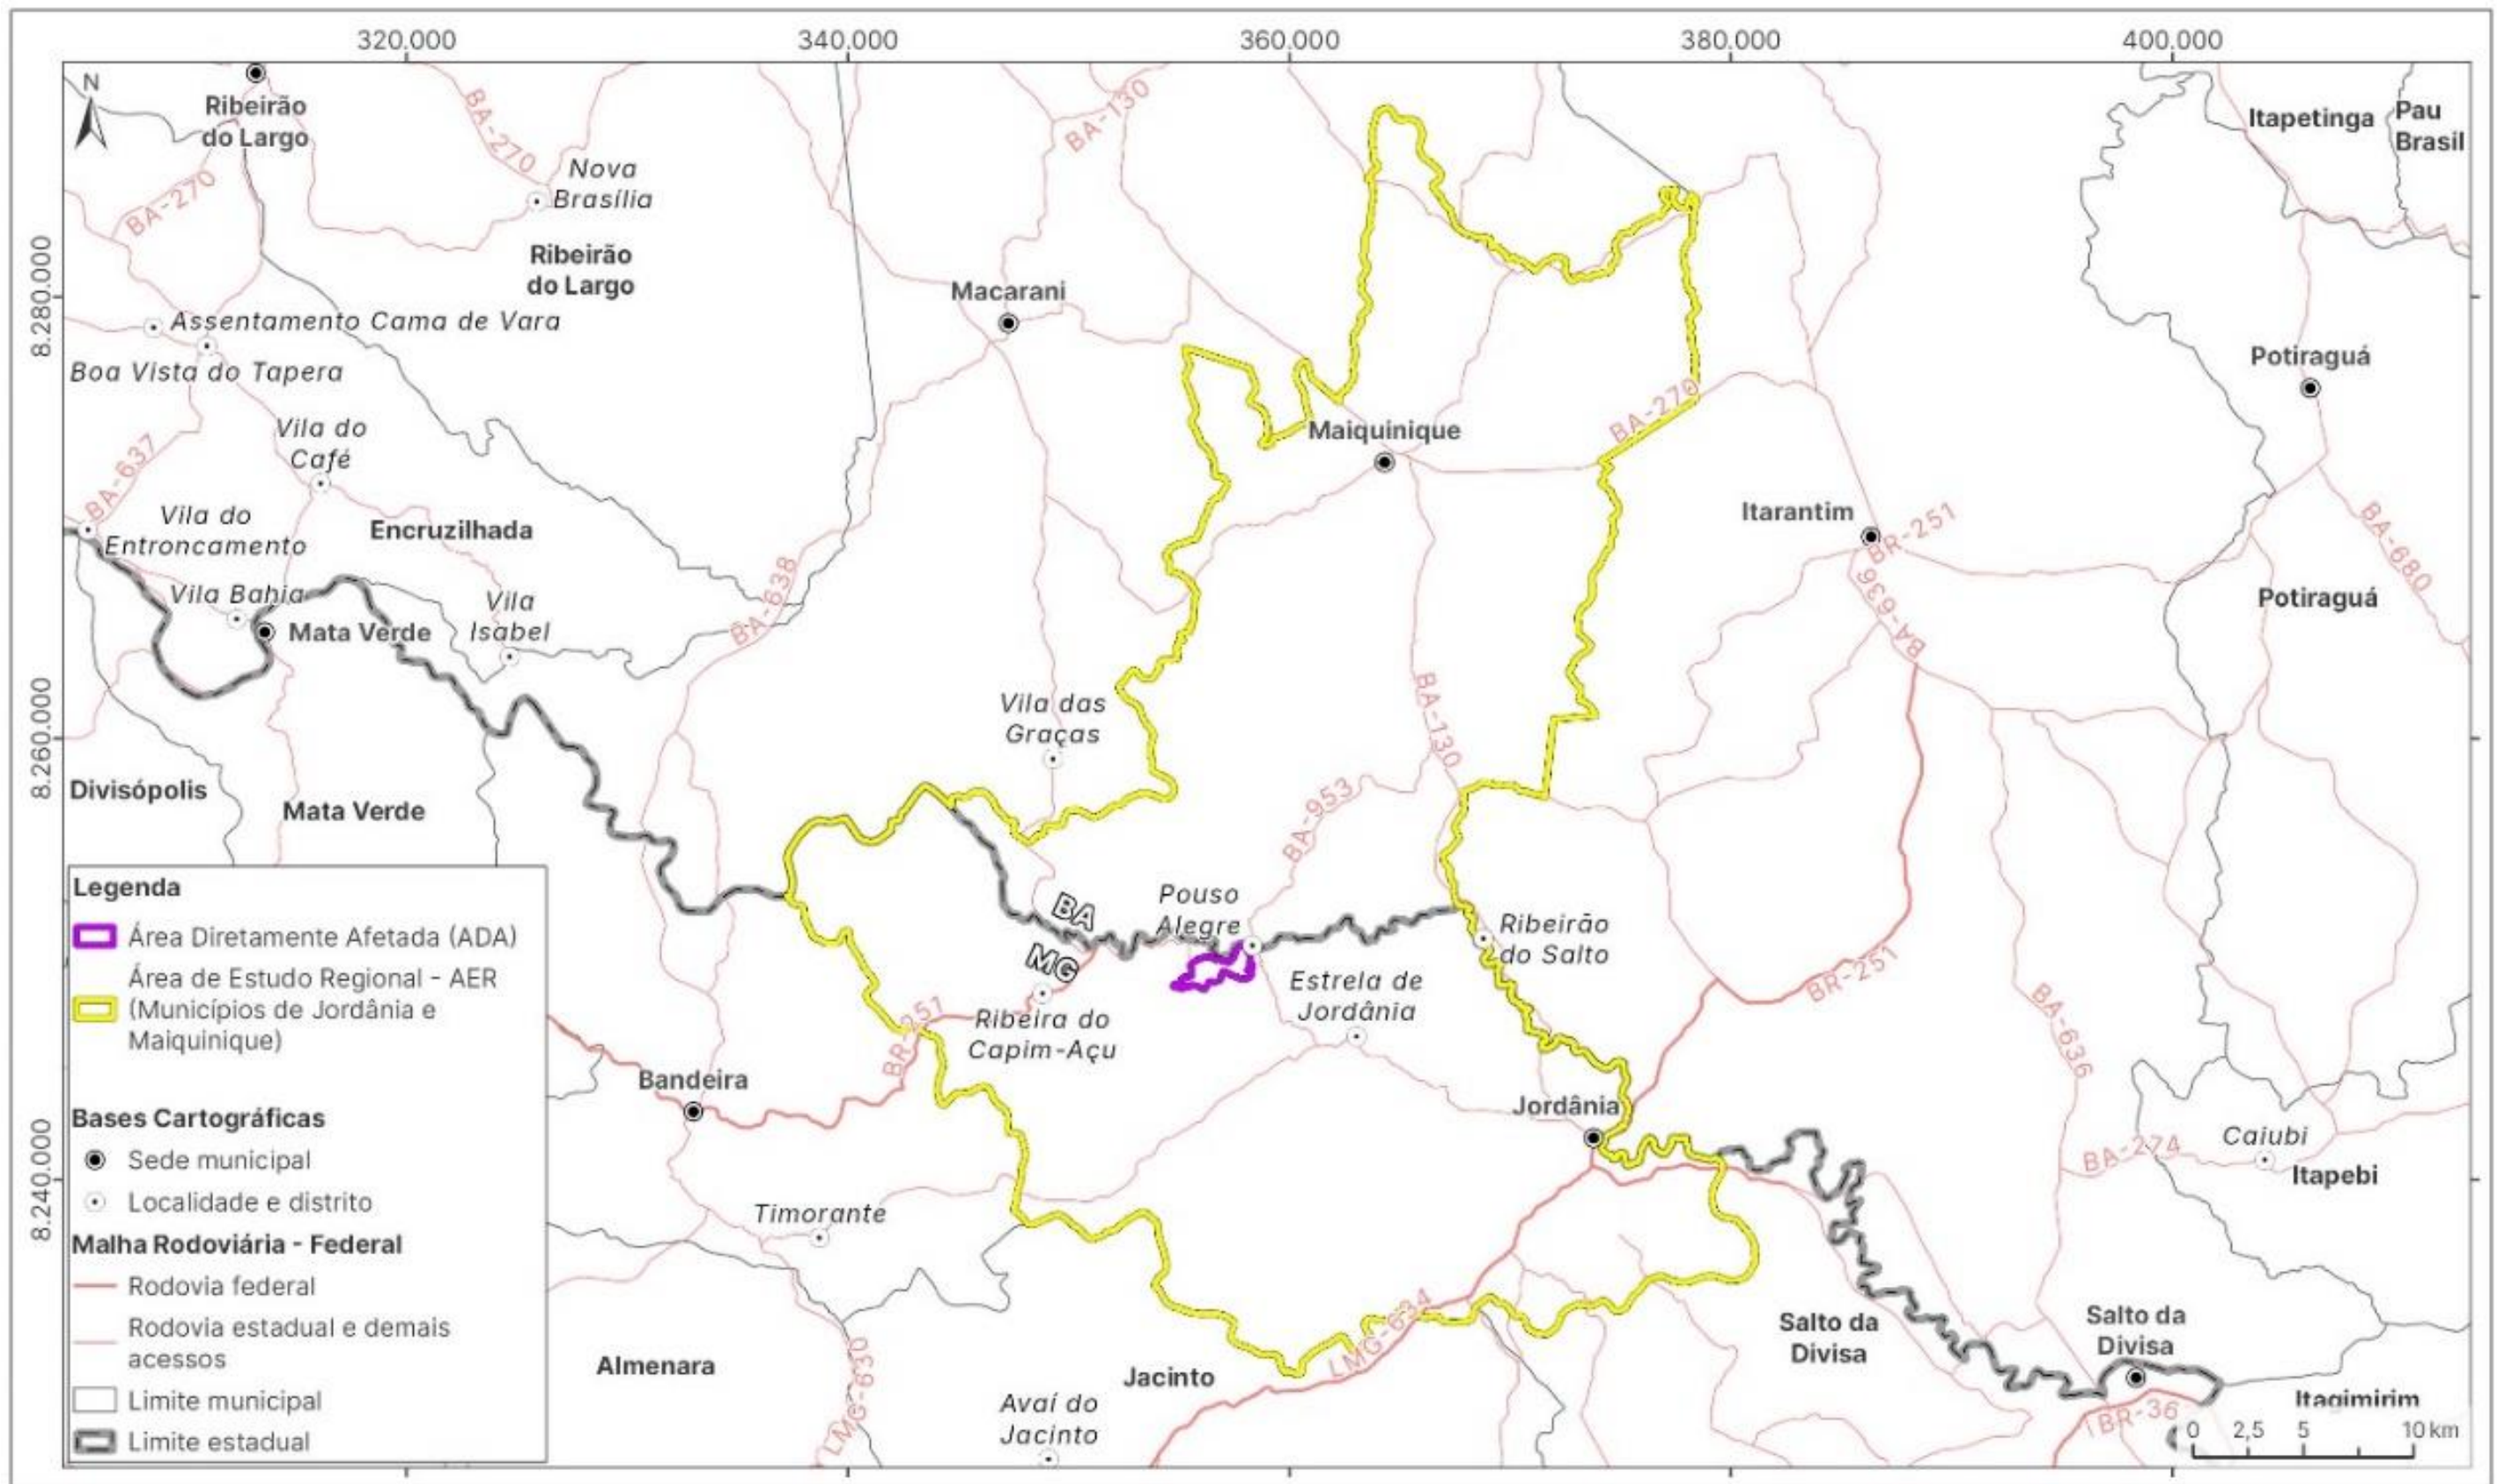 320.000
340.000
360.000
380.000
400.000
N
Ribeirão
do Largo
BA-270
BA-130
Itapetinga
Pau
Brasil
Nova
Brasília
BA-270
Ribeirão
do Largo
8.280.000
Macarani
Assentamento Cama de Vara
Boa Vista do Tapera
Potiraguá
Vila do
Café
Maiquinique
BA-270
BA-637
Vila do
Entroncamento
Encruzilhada
Itarantim
BR-251
BA-680
Vila Bahia
Mata Verde
Vila
Isabel
BA-638
BA-636
Potiraguá
8.260.000
Vila das
Graças
BA-130
Divisópolis
Mata Verde
BA-953
Legenda
Área Diretamente Afetada (ADA)
Área de Estudo Regional - AER
(Municípios de Jordânia e
Maiquinique)
Bases Cartográficas
Sede municipal
Localidade e distrito
Malha Rodoviária - Federal
Rodovia federal
Rodovia estadual e demais
acessos
Limite municipal
Limite estadual
BA
MG
Pouso
Alegre
Ribeirão
do Salto
Estrela de
Jordânia
BR-251
BR-251
Ribeira do
Capim-Açu
BA-636
Bandeira
Jordânia
8.240.000
BA-274
Caiubi
Itapebi
Timorante
Salto da
Divisa
Salto da
Divisa
LMG-634
LMG-630
Almenara
Jacinto
Avaí do
Jacinto
Itagimirim
BR-36
0 2,5 5 10 km